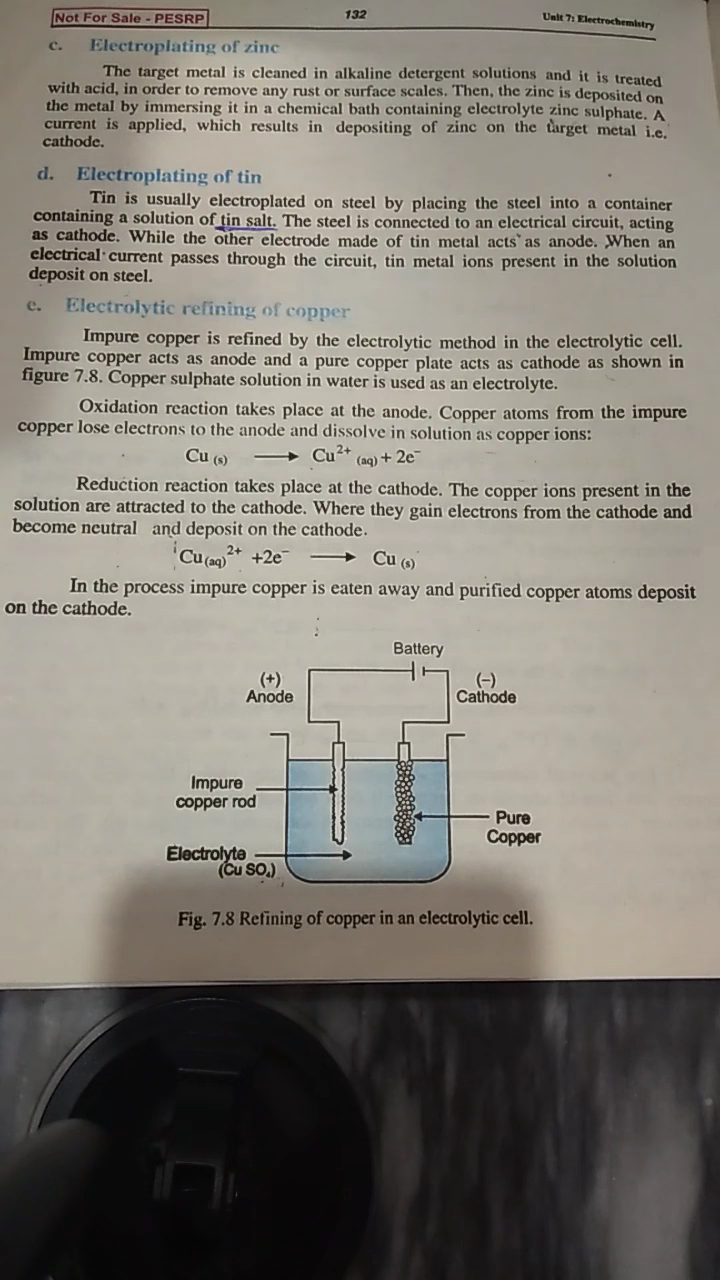 Not For Sale - PESRP
132
Unit 7: Electrochemistry
c. Electroplating of zinc
The target metal is cleaned in alkaline detergent solutions and it is treated
with acid, in order to remove any rust or surface scales. Then, the zinc is deposited on
the metal by immersing it in a chemical bath containing electrolyte zinc sulphate. A
current is applied, which results in depositing of zinc on the target metal i.e.
cathode.
d. Electroplating of tin
Tin is usually electroplated on steel by placing the steel into a container
containing a solution of tin salt. The steel is connected to an electrical circuit, acting
as cathode. While the other electrode made of tin metal acts as anode. When an
electrical current passes through the circuit, tin metal ions present in the solution
deposit on steel.
e. Electrolytic refining of copper
Impure copper is refined by the electrolytic method in the electrolytic cell.
Impure copper acts as anode and a pure copper plate acts as cathode as shown in
figure 7.8. Copper sulphate solution in water is used as an electrolyte.
Oxidation reaction takes place at the anode. Copper atoms from the impure
copper lose electrons to the anode and dissolve in solution as copper ions:
Cu (s) ⟶ Cu²⁺ (aq) + 2e⁻
Reduction reaction takes place at the cathode. The copper ions present in the
solution are attracted to the cathode. Where they gain electrons from the cathode and
become neutral and deposit on the cathode.
Cu(aq)²⁺ +2e⁻ ⟶ Cu (s)
In the process impure copper is eaten away and purified copper atoms deposit
on the cathode.
Battery
(+)
Anode
(−)
Cathode
Impure
copper rod
Pure
Copper
Electrolyte
(Cu SO₄)
Fig. 7.8 Refining of copper in an electrolytic cell.